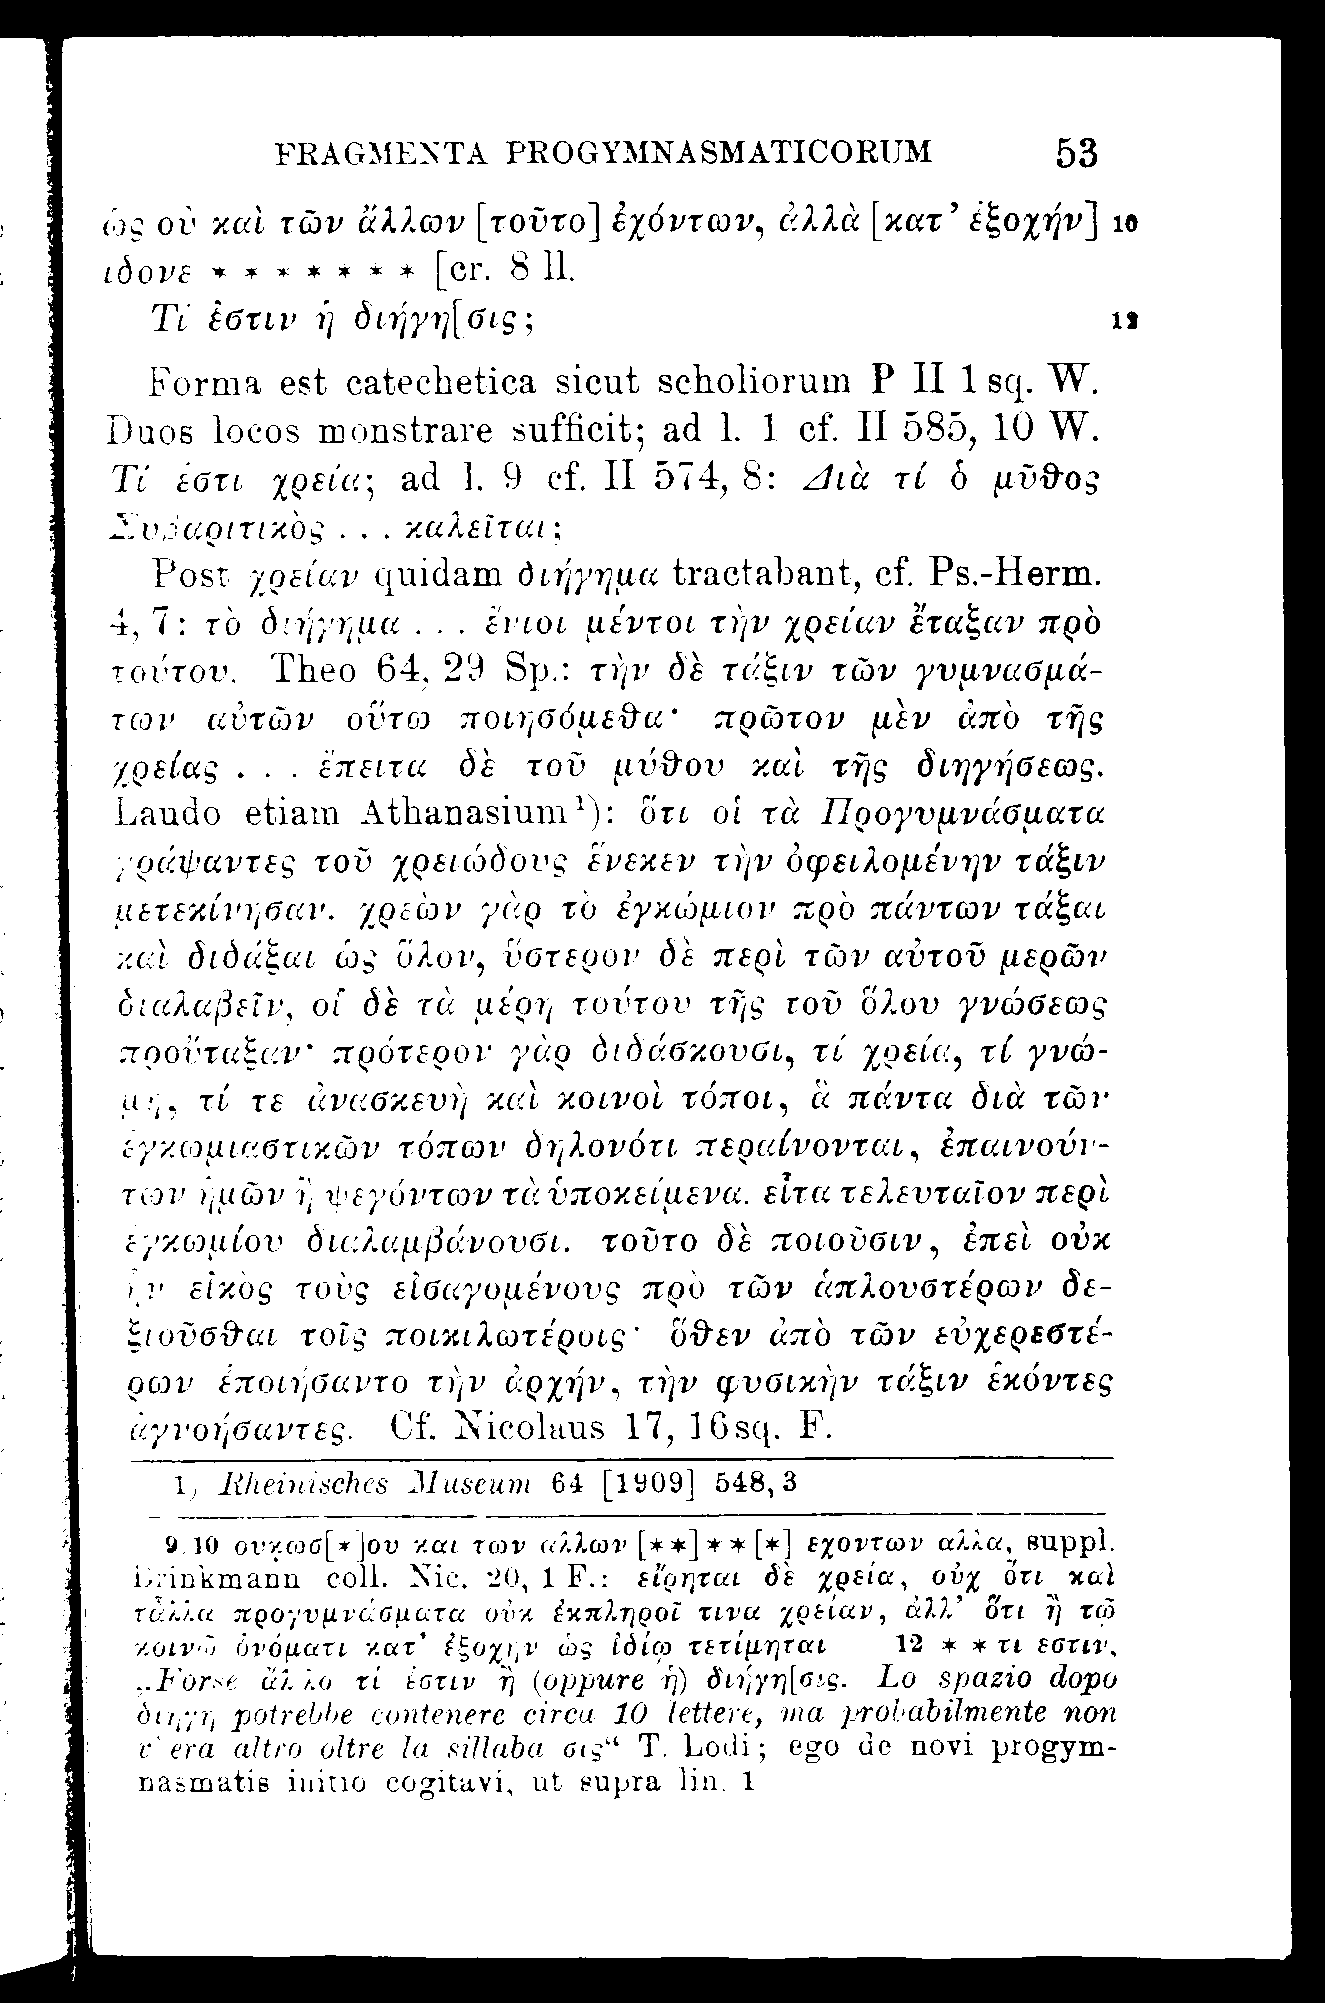 FRAGMENTA PROGYMNASMATICORUM 53
ὡς οὐ καὶ τῶν ἄλλων [τοῦτο] ἐχόντων, ἀλλὰ [κατ’ ἐξοχήν] 10
ιδονε * * * * * * * [cr. 8 ll.
Τί ἐστιν ἡ διήγη[σις; 12
Forma est catechetica sicut scholiorum P II 1 sq. W.
Duos locos monstrare sufficit; ad l. 1 cf. II 585, 10 W.
Τί ἐστι χρεία; ad l. 9 cf. II 574, 8: Διὰ τί ὁ μῦθος
Συβαριτικὸς . . . καλεῖται;
Post χρείαν quidam διήγημα tractabant, cf. Ps.-Herm.
4, 7: τὸ διήγημα . . . ἔνιοι μέντοι τὴν χρείαν ἔταξαν πρὸ
τούτου. Theo 64, 29 Sp.: τὴν δὲ τάξιν τῶν γυμνασμά-
των αὐτῶν οὕτω ποιησόμεθα· πρῶτον μὲν ἀπὸ τῆς
χρείας . . . ἔπειτα δὲ τοῦ μύθου καὶ τῆς διηγήσεως.
Laudo etiam Athanasium¹): ὅτι οἱ τὰ Προγυμνάσματα
γράψαντες τοῦ χρειώδους ἕνεκεν τὴν ὀφειλομένην τάξιν
μετεκίνησαν. χρεὼν γὰρ τὸ ἐγκώμιον πρὸ πάντων τάξαι
καὶ διδάξαι ὡς ὅλον, ὕστερον δὲ περὶ τῶν αὐτοῦ μερῶν
διαλαβεῖν, οἱ δὲ τὰ μέρη τούτου τῆς τοῦ ὅλου γνώσεως
προὔταξαν· πρότερον γὰρ διδάσκουσι, τί χρεία, τί γνώ-
μη, τί τε ἀνασκευὴ καὶ κοινοὶ τόποι, ἃ πάντα διὰ τῶν
ἐγκωμιαστικῶν τόπων δηλονότι περαίνονται, ἐπαινούν-
των ἡμῶν ἢ ψεγόντων τὰ ὑποκείμενα. εἶτα τελευταῖον περὶ
ἐγκωμίου διαλαμβάνουσι. τοῦτο δὲ ποιοῦσιν, ἐπεὶ οὐκ
ἦν εἰκὸς τοὺς εἰσαγομένους πρὸ τῶν ἁπλουστέρων δε-
ξιοῦσθαι τοῖς ποικιλωτέροις· ὅθεν ἀπὸ τῶν εὐχερεστέ-
ρων ἐποιήσαντο τὴν ἀρχήν, τὴν φυσικὴν τάξιν ἑκόντες
ἀγνοήσαντες. Cf. Nicolaus 17, 16 sq. F.
1) Rheinisches Museum 64 [1909] 548, 3
9. 10 ουκωσ[*]ου και των αλλων [**]**[*] εχοντων αλλα, suppl.
Brinkmann coll. Nic. 20, 1 F.: εἴρηται δὲ χρεία, οὐχ ὅτι καὶ
τἆλλα προγυμνάσματα οὐκ ἐκπληροῖ τινα χρείαν, ἀλλ’ ὅτι ἢ τῷ
κοινῷ ὀνόματι κατ’ ἐξοχὴν ὡς ἰδίῳ τετίμηται 12 * * τι εστιν,
„Forse ἄλλο τί ἐστιν ἢ (oppure ἡ) διήγη[σις. Lo spazio dopo
διηγη potrebbe contenere circa 10 lettere, ma probabilmente non
v' era altro oltre la sillaba σις“ T. Lodi; ego de novi progym-
nasmatis initio cogitavi, ut supra lin. 1